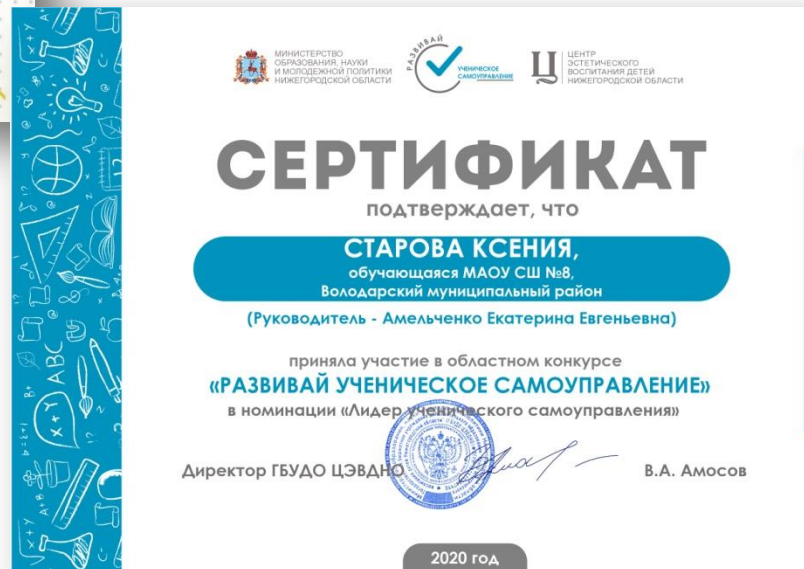 МИНИСТЕРСТВО
ОБРАЗОВАНИЯ, НАУКИ
И МОЛОДЕЖНОЙ ПОЛИТИКИ
НИЖЕГОРОДСКОЙ ОБЛАСТИ
РАЗВИВАЙ
УЧЕНИЧЕСКОЕ
САМОУПРАВЛЕНИЕ
Ц
ЦЕНТР
ЭСТЕТИЧЕСКОГО
ВОСПИТАНИЯ ДЕТЕЙ
НИЖЕГОРОДСКОЙ ОБЛАСТИ
СЕРТИФИКАТ
подтверждает, что
СТАРОВА КСЕНИЯ,
обучающаяся МАОУ СШ №8,
Володарский муниципальный район
(Руководитель - Амельченко Екатерина Евгеньевна)
приняла участие в областном конкурсе
«РАЗВИВАЙ УЧЕНИЧЕСКОЕ САМОУПРАВЛЕНИЕ»
в номинации «Лидер ученического самоуправления»
Директор ГБУДО ЦЭВДНО
В.А. Амосов
2020 год
ABC
X+Y